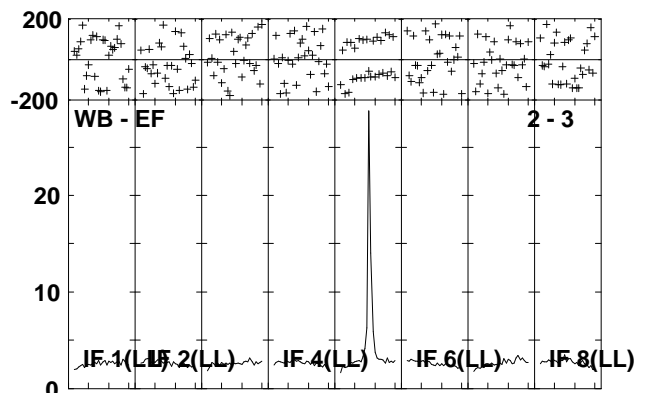 200
-200
WB - EF 2 - 3
20
10
IF 1(LL) IF 2(LL) IF 4(LL) IF 6(LL) IF 8(LL)
0